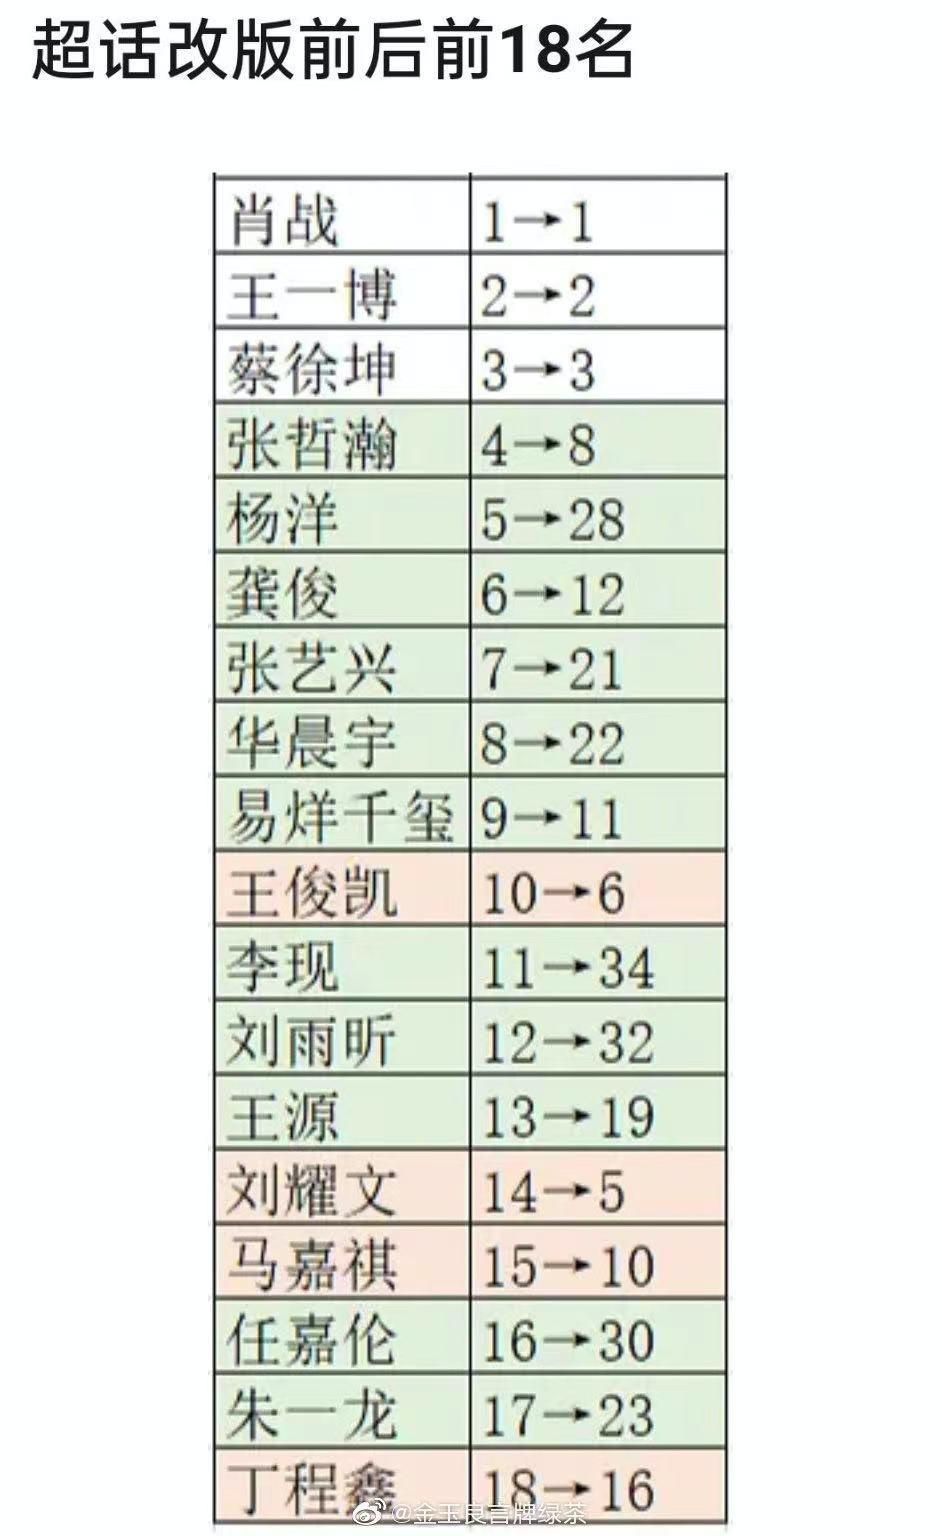 超话改版前后前18名
肖战 1→1
王一博 2→2
蔡徐坤 3→3
张哲瀚 4→8
杨洋 5→28
龚俊 6→12
张艺兴 7→21
华晨宇 8→22
易烊千玺 9→11
王俊凯 10→6
李现 11→34
刘雨昕 12→32
王源 13→19
刘耀文 14→5
马嘉祺 15→10
任嘉伦 16→30
朱一龙 17→23
丁程鑫 18→16
@金玉良言牌绿茶